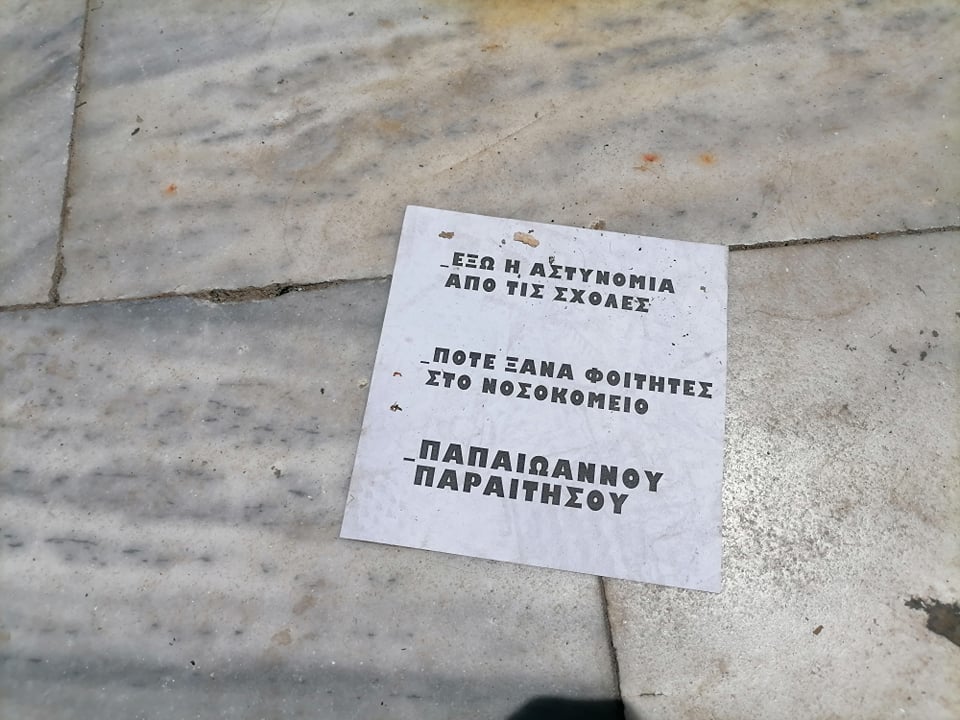 _ΕΞΩ Η ΑΣΤΥΝΟΜΙΑ
ΑΠΟ ΤΙΣ ΣΧΟΛΕΣ
_ΠΟΤΕ ΞΑΝΑ ΦΟΙΤΗΤΕΣ
ΣΤΟ ΝΟΣΟΚΟΜΕΙΟ
_ΠΑΠΑΙΩΑΝΝΟΥ
ΠΑΡΑΙΤΗΣΟΥ